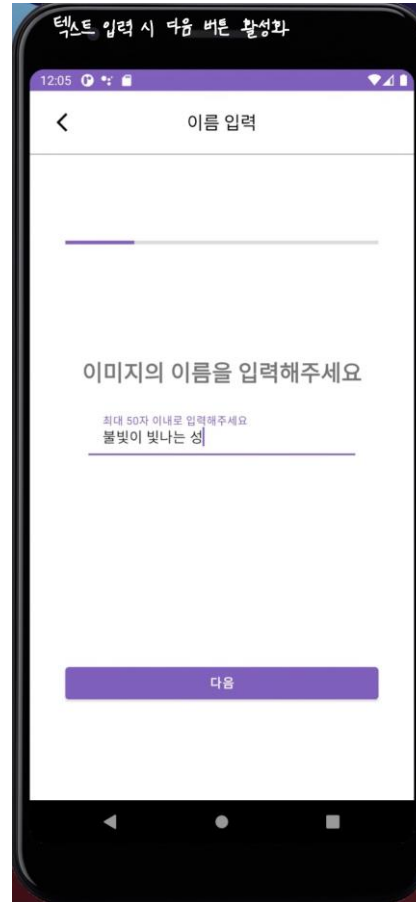 텍스트 입력 시 다음 버튼 활성화
12:05
이름 입력
이미지의 이름을 입력해주세요
최대 50자 이내로 입력해주세요
불빛이 빛나는 성
다음